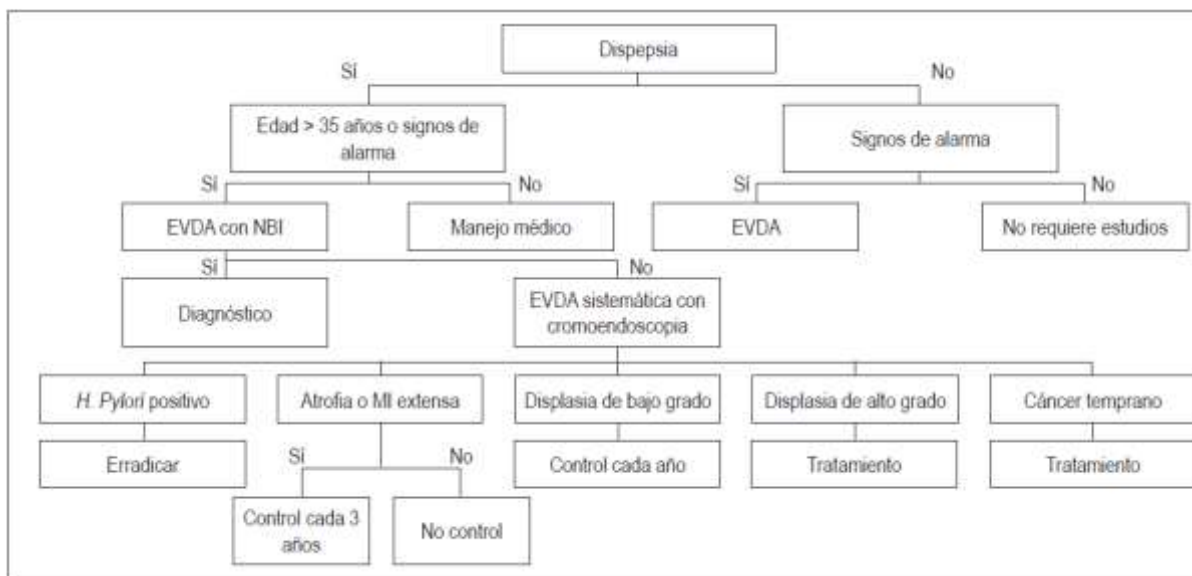 Dispepsia
Sí
No
Edad > 35 años o signos de
alarma
Signos de alarma
Sí
No
Sí
No
EVDA con NBI
Manejo médico
EVDA
No requiere estudios
Sí
No
Diagnóstico
EVDA sistemática con
cromoendoscopia
H. Pylori positivo
Atrofia o MI extensa
Displasia de bajo grado
Displasia de alto grado
Cáncer temprano
Erradicar
Sí
No
Control cada año
Tratamiento
Tratamiento
Control cada 3
años
No control